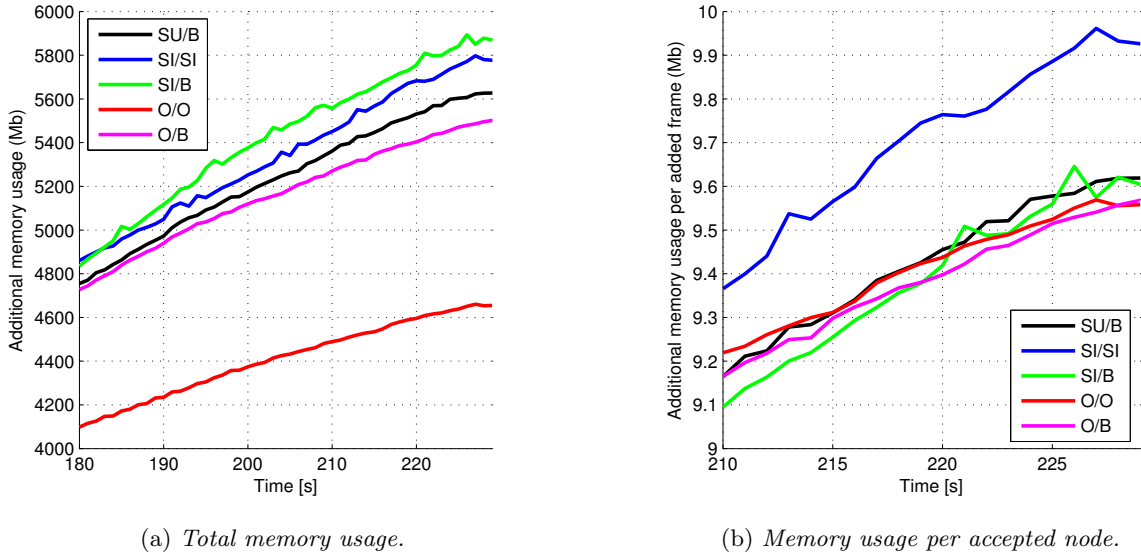 6000
5800
5600
5400
5200
5000
4800
4600
4400
4200
4000
180 190 200 210 220
Time [s]
Additional memory usage (Mb)
SU/B
SI/SI
SI/B
O/O
O/B
(a) Total memory usage.
10
9.9
9.8
9.7
9.6
9.5
9.4
9.3
9.2
9.1
9
210 215 220 225
Time [s]
Additional memory usage per added frame (Mb)
SU/B
SI/SI
SI/B
O/O
O/B
(b) Memory usage per accepted node.